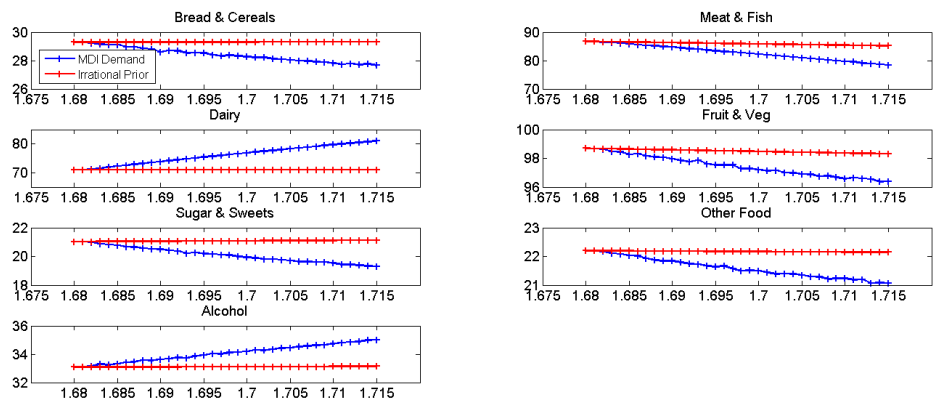 Bread & Cereals
30
28
26
MDI Demand
Irrational Prior
1.675 1.68 1.685 1.69 1.695 1.7 1.705 1.71 1.715
Meat & Fish
90
80
70
1.675 1.68 1.685 1.69 1.695 1.7 1.705 1.71 1.715
Dairy
80
70
1.675 1.68 1.685 1.69 1.695 1.7 1.705 1.71 1.715
Fruit & Veg
100
98
96
1.675 1.68 1.685 1.69 1.695 1.7 1.705 1.71 1.715
Sugar & Sweets
22
20
18
1.675 1.68 1.685 1.69 1.695 1.7 1.705 1.71 1.715
Other Food
23
22
21
1.675 1.68 1.685 1.69 1.695 1.7 1.705 1.71 1.715
Alcohol
36
34
32
1.68 1.685 1.69 1.695 1.7 1.705 1.71 1.715